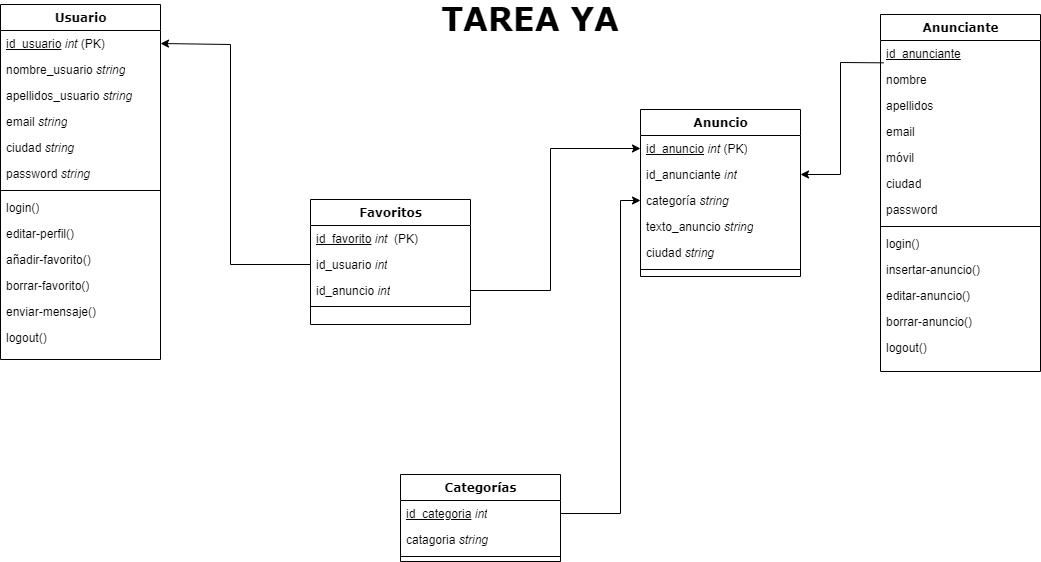 TAREA YA
Usuario
id_usuario int (PK)
nombre_usuario string
apellidos_usuario string
email string
ciudad string
password string
login()
editar-perfil()
añadir-favorito()
borrar-favorito()
enviar-mensaje()
logout()
Favoritos
id_favorito int (PK)
id_usuario int
id_anuncio int
Anuncio
id_anuncio int (PK)
id_anunciante int
categoría string
texto_anuncio string
ciudad string
Anunciante
id_anunciante
nombre
apellidos
email
móvil
ciudad
password
login()
insertar-anuncio()
editar-anuncio()
borrar-anuncio()
logout()
Categorías
id_categoria int
catagoria string